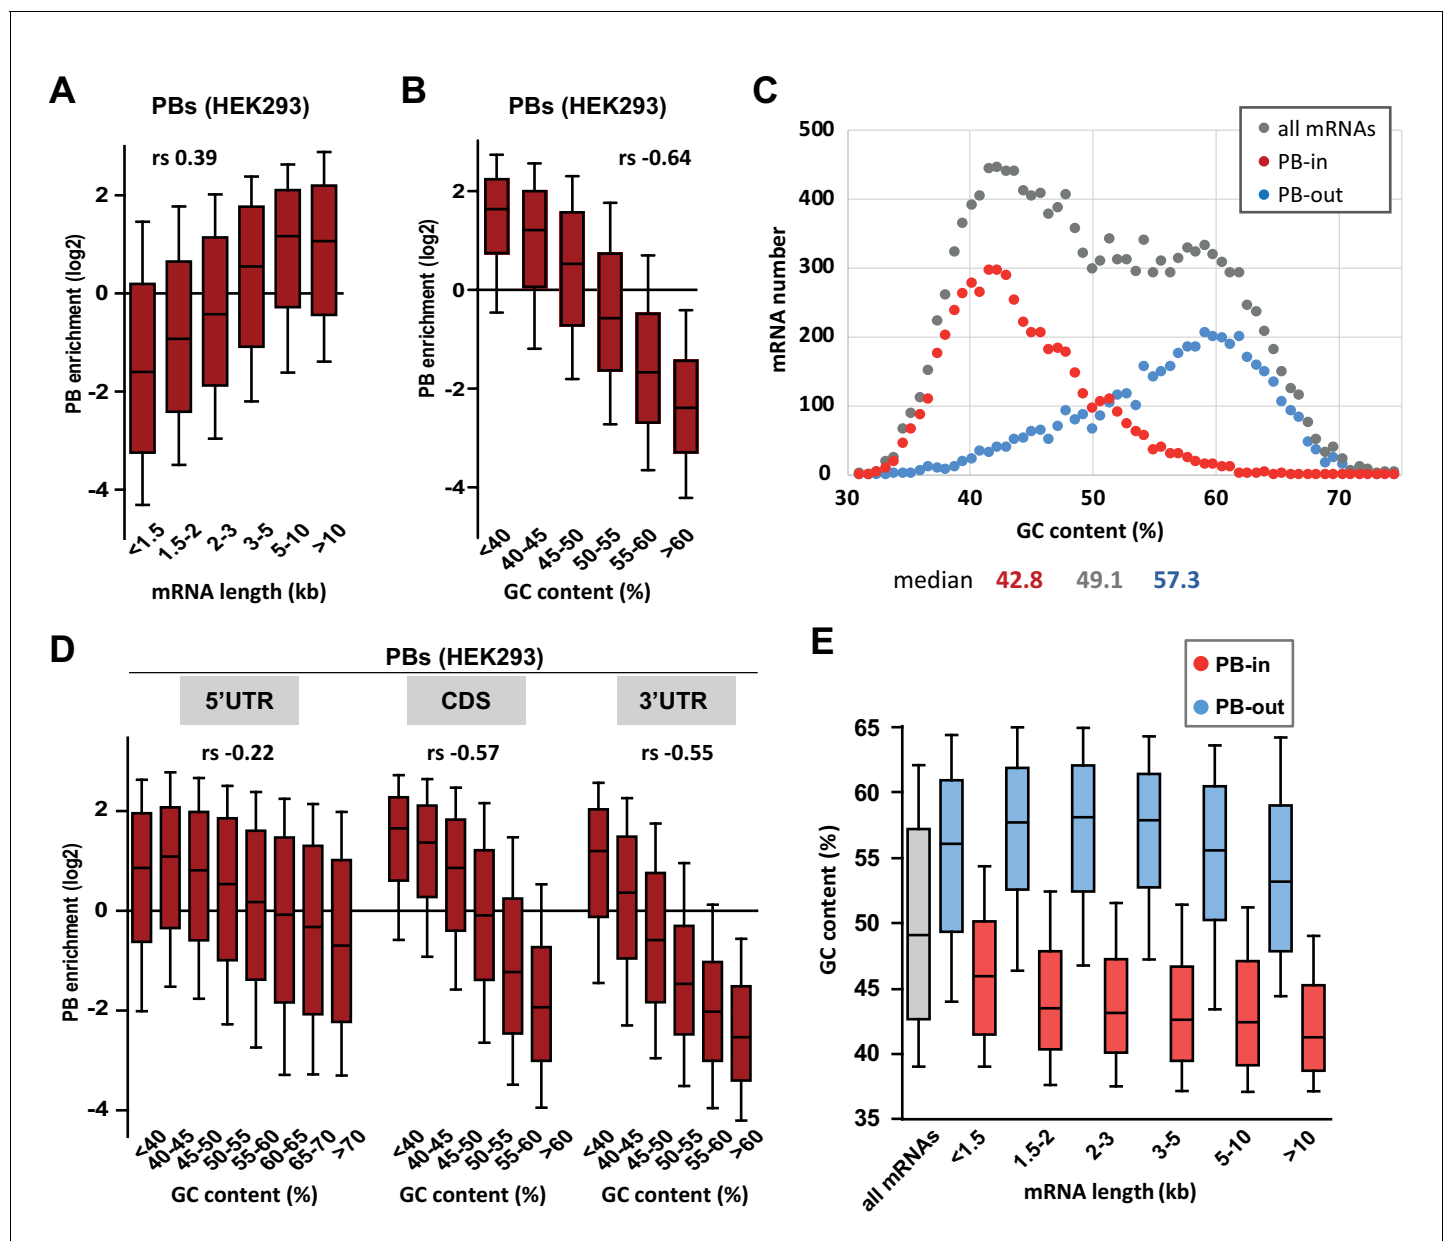 A
PBs (HEK293)
rs 0.39
PB enrichment (log2)
2
0
-2
-4
<1.5
1.5-2
2-3
3-5
5-10
>10
mRNA length (kb)
B
PBs (HEK293)
rs -0.64
PB enrichment (log2)
2
0
-2
-4
<40
40-45
45-50
50-55
55-60
>60
GC content (%)
C
all mRNAs
PB-in
PB-out
mRNA number
500
400
300
200
100
0
30
40
50
60
70
GC content (%)
median 42.8 49.1 57.3
D
PBs (HEK293)
5’UTR
CDS
3’UTR
rs -0.22
rs -0.57
rs -0.55
PB enrichment (log2)
2
0
-2
-4
<40
40-45
45-50
50-55
55-60
60-65
65-70
>70
GC content (%)
<40
40-45
45-50
50-55
55-60
>60
GC content (%)
<40
40-45
45-50
50-55
55-60
>60
GC content (%)
E
PB-in
PB-out
GC content (%)
65
60
55
50
45
40
35
all mRNAs
<1.5
1.5-2
2-3
3-5
5-10
>10
mRNA length (kb)